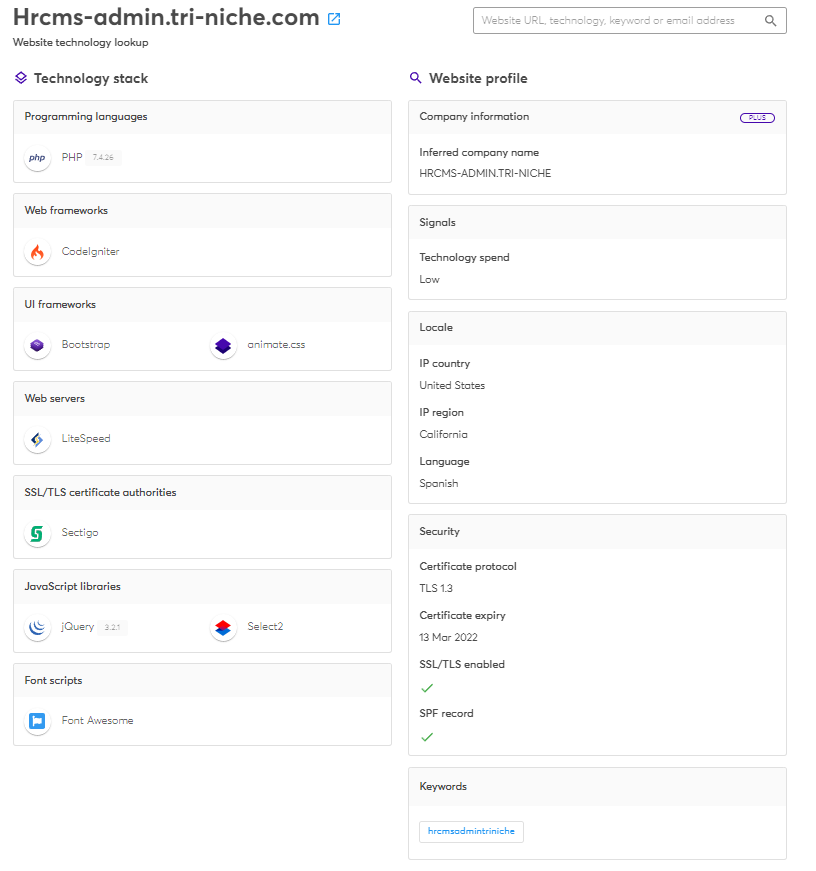 Hrcms-admin.tri-niche.com
Website URL, technology, keyword or email address
Website technology lookup
Technology stack
Programming languages
php
PHP 7.4.26
Web frameworks
CodeIgniter
UI frameworks
Bootstrap
animate.css
Web servers
LiteSpeed
SSL/TLS certificate authorities
Sectigo
JavaScript libraries
jQuery 3.2.1
Select2
Font scripts
Font Awesome
Website profile
Company information
PLUS
Inferred company name
HRCMS-ADMIN.TRI-NICHE
Signals
Technology spend
Low
Locale
IP country
United States
IP region
California
Language
Spanish
Security
Certificate protocol
TLS 1.3
Certificate expiry
13 Mar 2022
SSL/TLS enabled
SPF record
Keywords
hrcmsadmintriniche